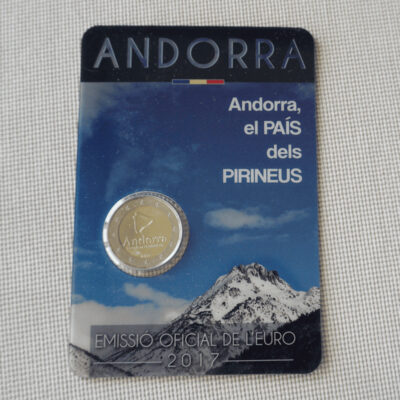 ANDORRA
Andorra,
el PAÍS
dels
PIRINEUS
Andorra
EMISSIÓ OFICIAL DE L'EURO
2017